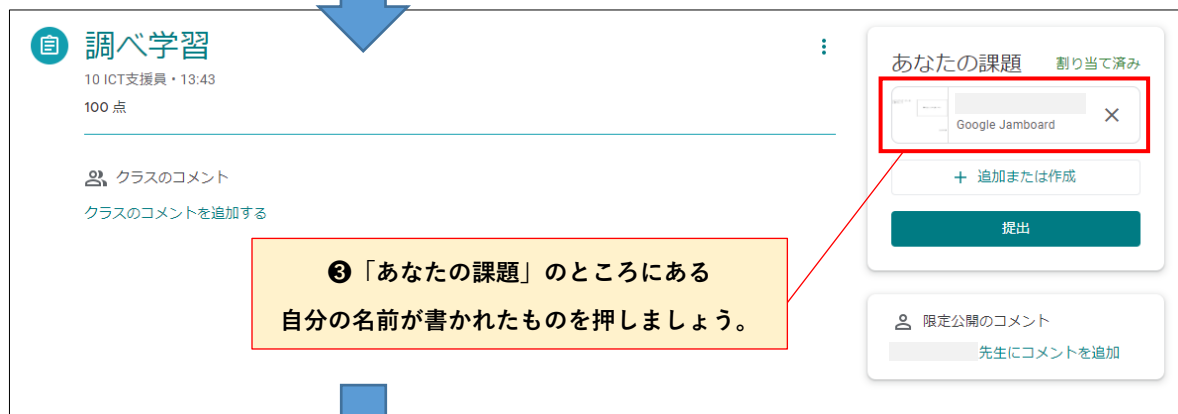 調べ学習
10 ICT支援員・13:43
100 点
クラスのコメント
クラスのコメントを追加する
あなたの課題 割り当て済み
Google Jamboard
+ 追加または作成
提出
❸「あなたの課題」のところにある
自分の名前が書かれたものを押しましょう。
限定公開のコメント
先生にコメントを追加